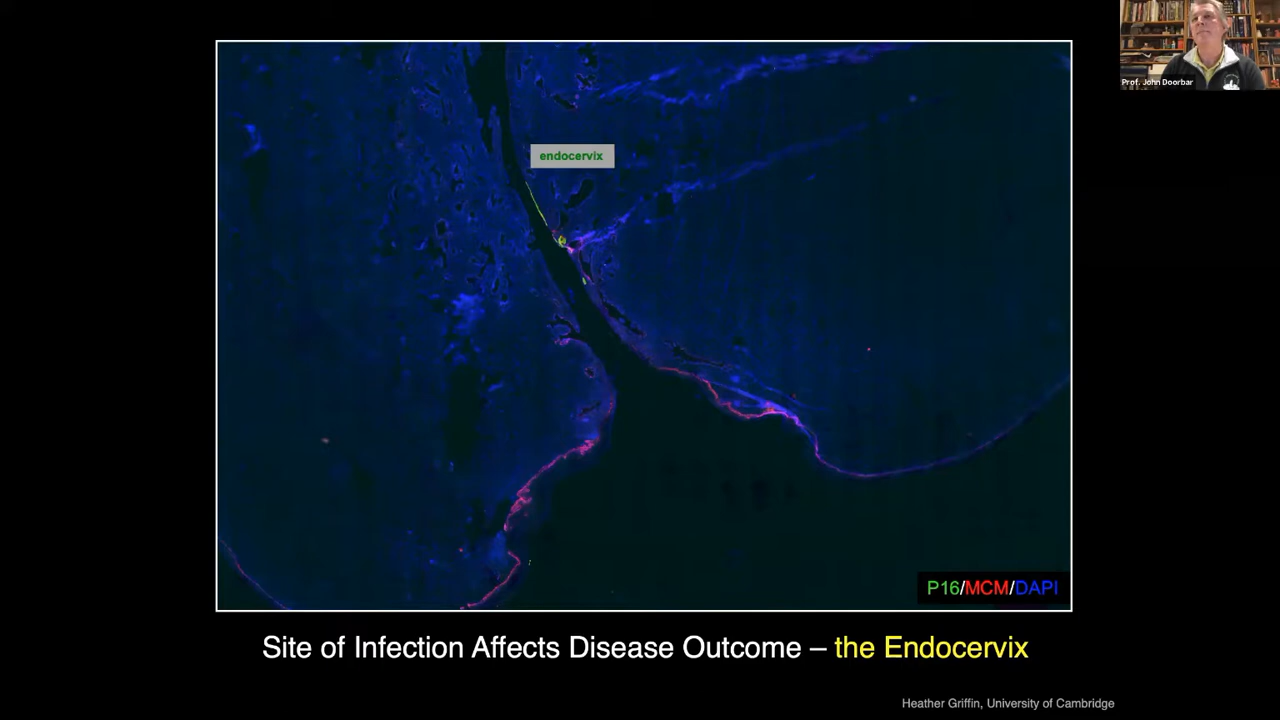 Prof. John Doorbar
endocervix
P16/MCM/DAPI
Site of Infection Affects Disease Outcome – the Endocervix
Heather Griffin, University of Cambridge